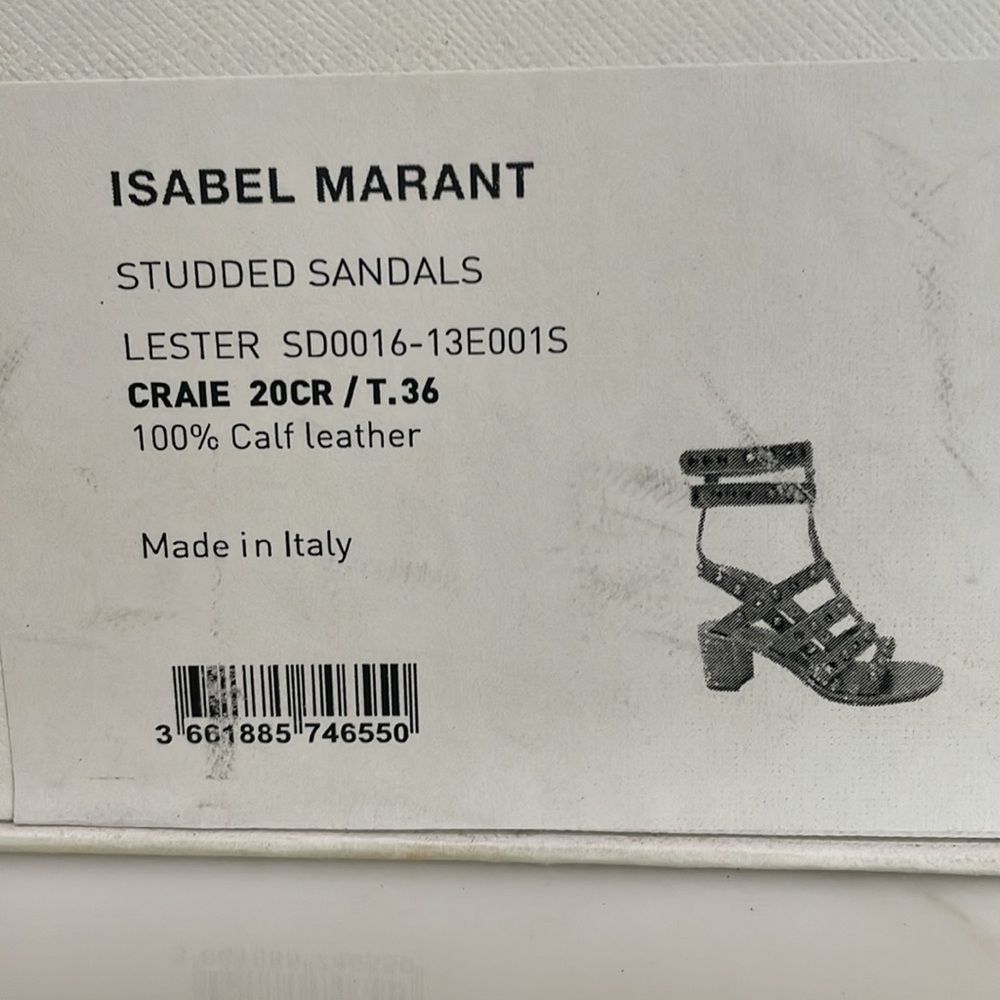 ISABEL MARANT
STUDDED SANDALS
LESTER SD0016-13E001S
CRAIE 20CR / T.36
100% Calf leather
Made in Italy
3 661885 746550